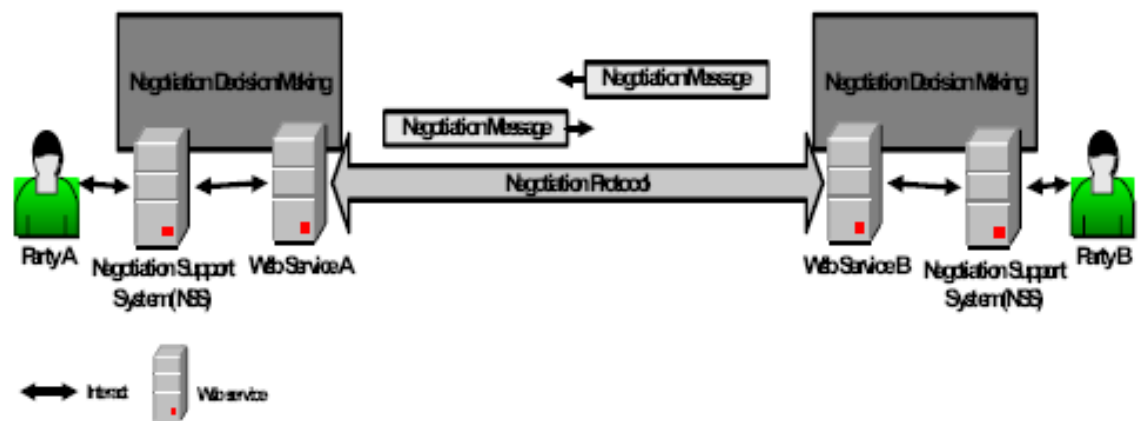 Negotiation Decision Making
Negotiation Decision Making
Negotiation Message
Negotiation Message
Negotiation Protocol
Party A
Negotiation Support
System (NSS)
Web Service A
Web Service B
Negotiation Support
System (NSS)
Party B
Interact
Web service